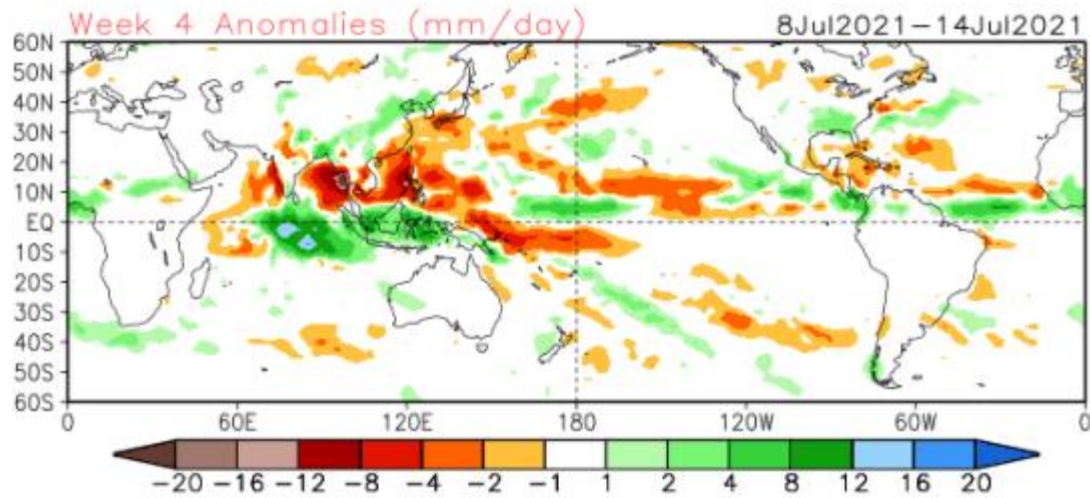 Week 4 Anomalies (mm/day) 8Jul2021-14Jul2021
60N
50N
40N
30N
20N
10N
EQ
10S
20S
30S
40S
50S
60S
0 60E 120E 180 120W 60W 0
-20 -16 -12 -8 -4 -2 -1 1 2 4 8 12 16 20